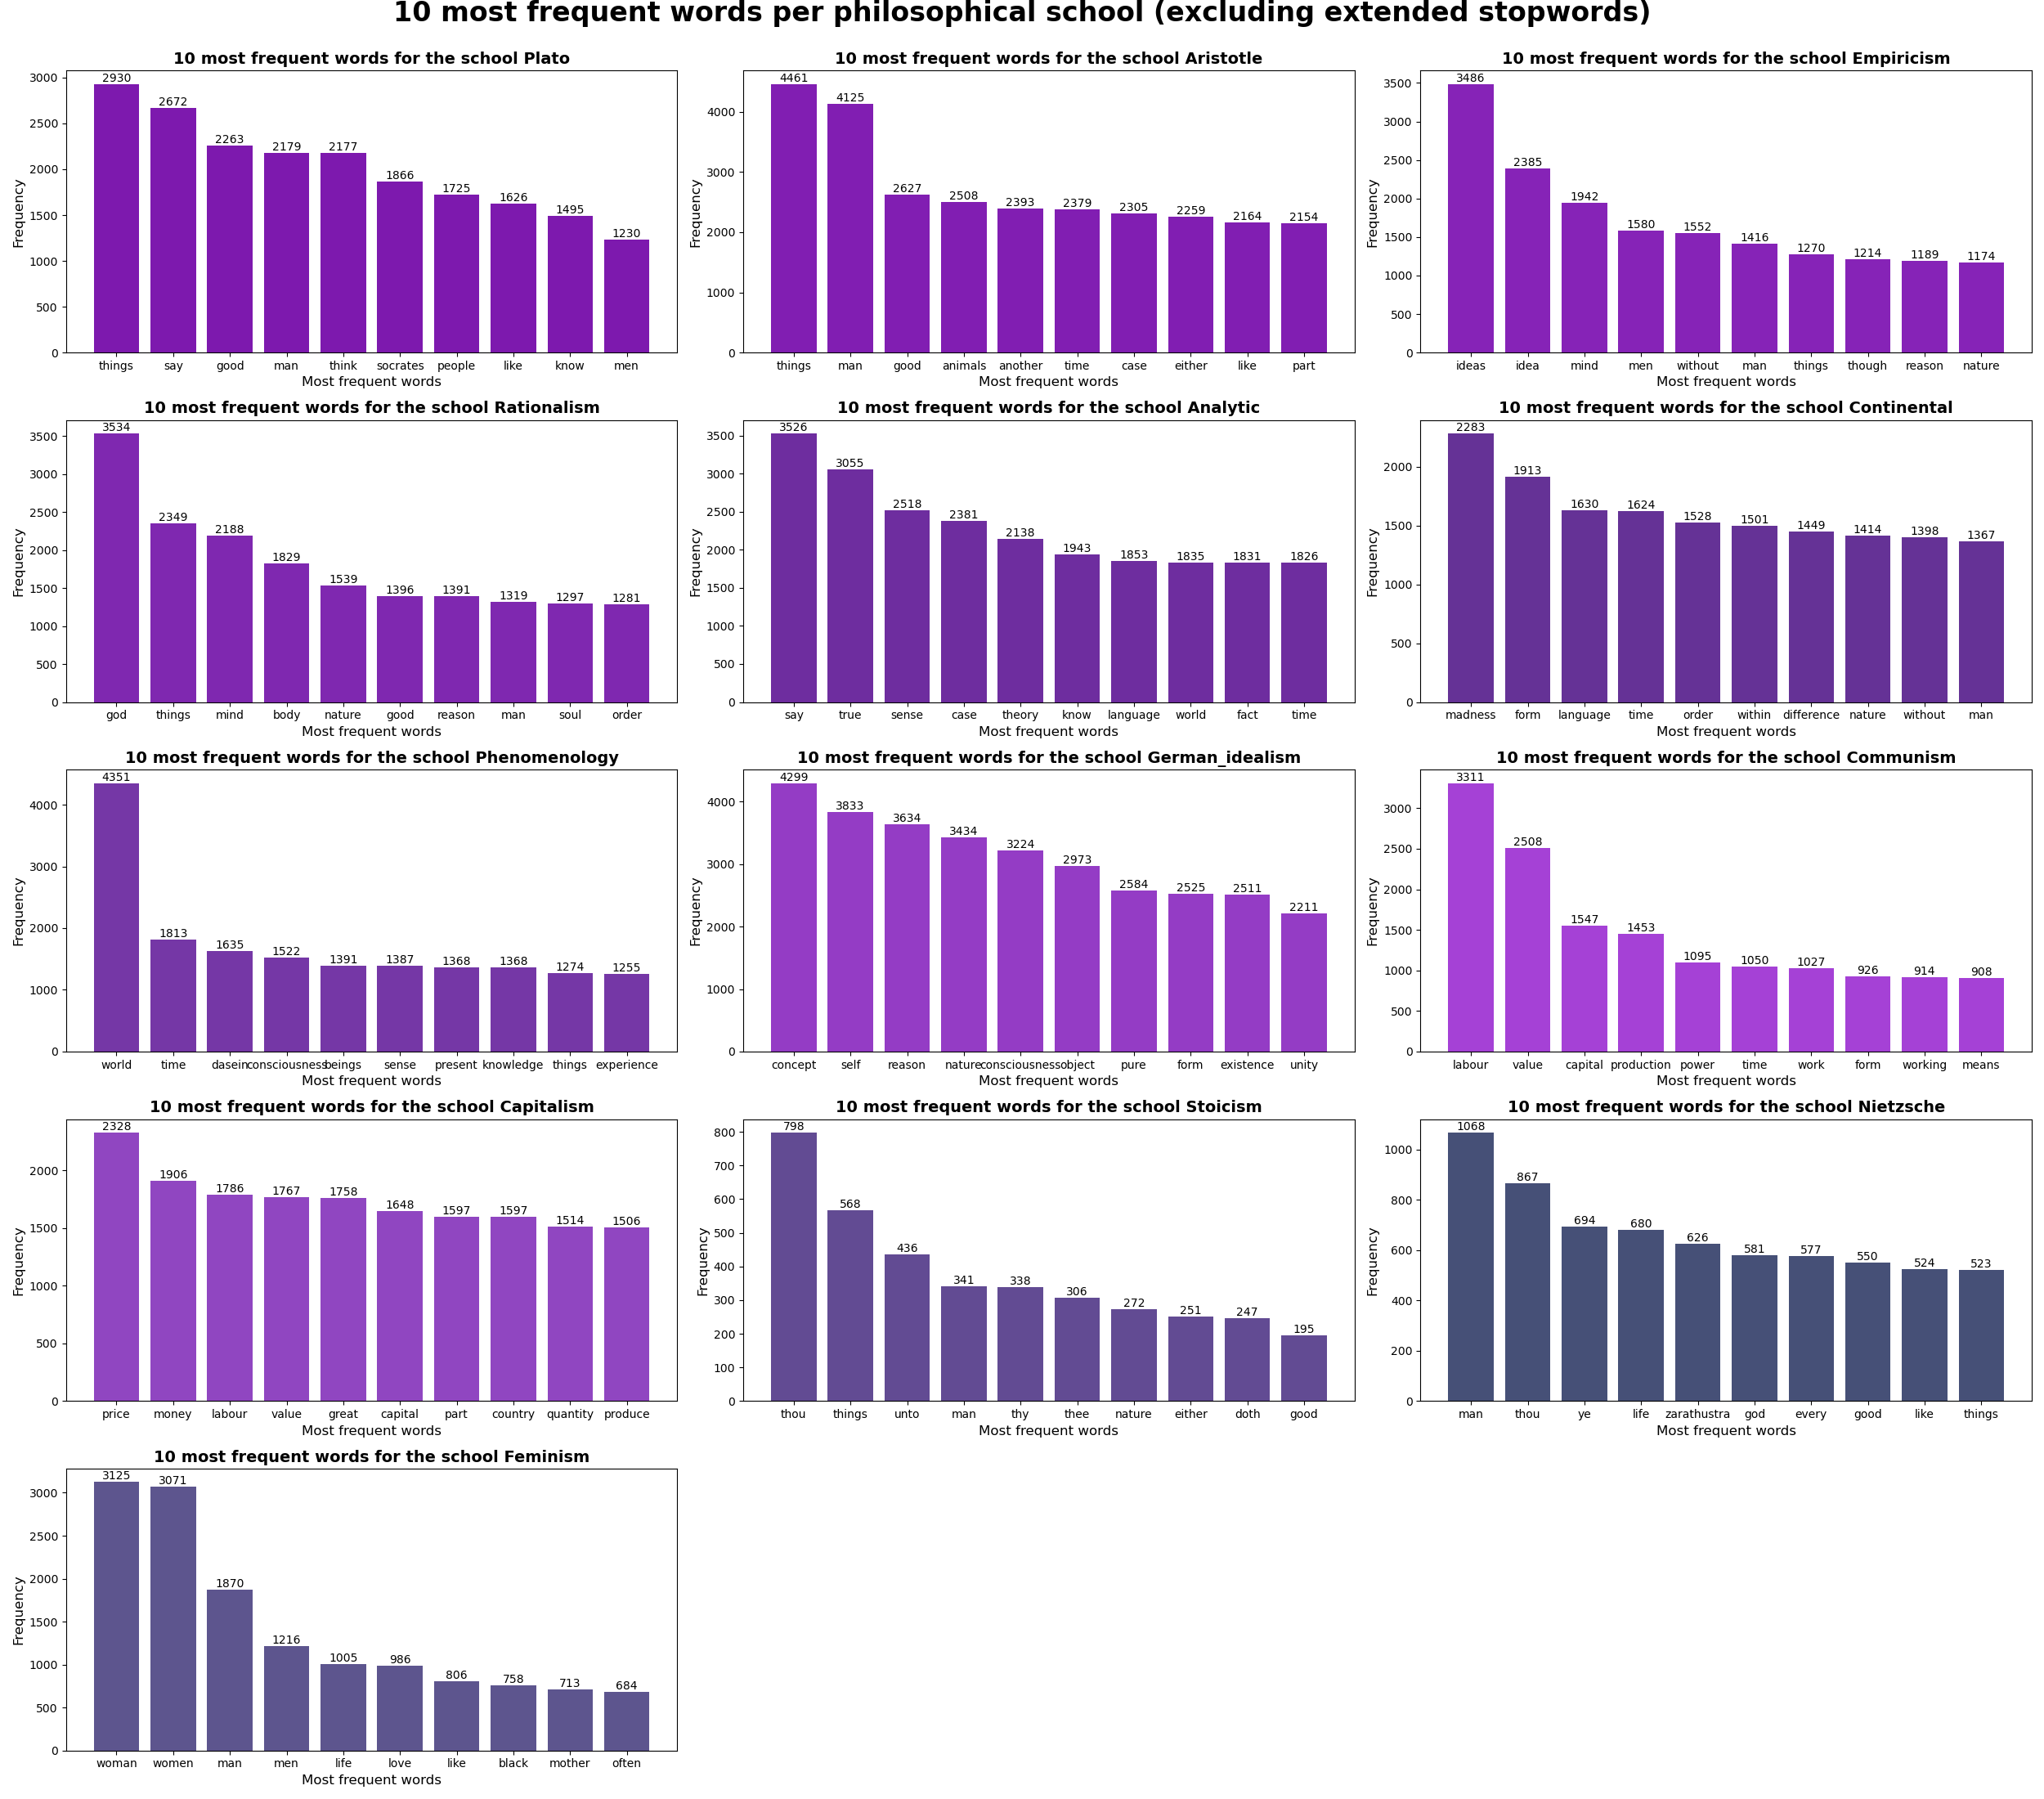 10 most frequent words per philosophical school (excluding extended stopwords)
10 most frequent words for the school Plato
Frequency
3000
2500
2000
1500
1000
500
0
2930 2672 2263 2179 2177 1866 1725 1626 1495 1230
things say good man think socrates people like know men
Most frequent words
10 most frequent words for the school Aristotle
Frequency
4000
3000
2000
1000
0
4461 4125 2627 2508 2393 2379 2305 2259 2164 2154
things man good animals another time case either like part
Most frequent words
10 most frequent words for the school Empiricism
Frequency
3500
3000
2500
2000
1500
1000
500
0
3486 2385 1942 1580 1552 1416 1270 1214 1189 1174
ideas idea mind men without man things though reason nature
Most frequent words
10 most frequent words for the school Rationalism
Frequency
3500
3000
2500
2000
1500
1000
500
0
3534 2349 2188 1829 1539 1396 1391 1319 1297 1281
god things mind body nature good reason man soul order
Most frequent words
10 most frequent words for the school Analytic
Frequency
3500
3000
2500
2000
1500
1000
500
0
3526 3055 2518 2381 2138 1943 1853 1835 1831 1826
say true sense case theory know language world fact time
Most frequent words
10 most frequent words for the school Continental
Frequency
2000
1500
1000
500
0
2283 1913 1630 1624 1528 1501 1449 1414 1398 1367
madness form language time order within difference nature without man
Most frequent words
10 most frequent words for the school Phenomenology
Frequency
4000
3000
2000
1000
0
4351 1813 1635 1522 1391 1387 1368 1368 1274 1255
world time dasein consciousness beings sense present knowledge things experience
Most frequent words
10 most frequent words for the school German_idealism
Frequency
4000
3000
2000
1000
0
4299 3833 3634 3434 3224 2973 2584 2525 2511 2211
concept self reason nature consciousness object pure form existence unity
Most frequent words
10 most frequent words for the school Communism
Frequency
3000
2500
2000
1500
1000
500
0
3311 2508 1547 1453 1095 1050 1027 926 914 908
labour value capital production power time work form working means
Most frequent words
10 most frequent words for the school Capitalism
Frequency
2000
1500
1000
500
0
2328 1906 1786 1767 1758 1648 1597 1597 1514 1506
price money labour value great capital part country quantity produce
Most frequent words
10 most frequent words for the school Stoicism
Frequency
800
700
600
500
400
300
200
100
0
798 568 436 341 338 306 272 251 247 195
thou things unto man thy thee nature either doth good
Most frequent words
10 most frequent words for the school Nietzsche
Frequency
1000
800
600
400
200
0
1068 867 694 680 626 581 577 550 524 523
man thou ye life zarathustra god every good like things
Most frequent words
10 most frequent words for the school Feminism
Frequency
3000
2500
2000
1500
1000
500
0
3125 3071 1870 1216 1005 986 806 758 713 684
woman women man men life love like black mother often
Most frequent words